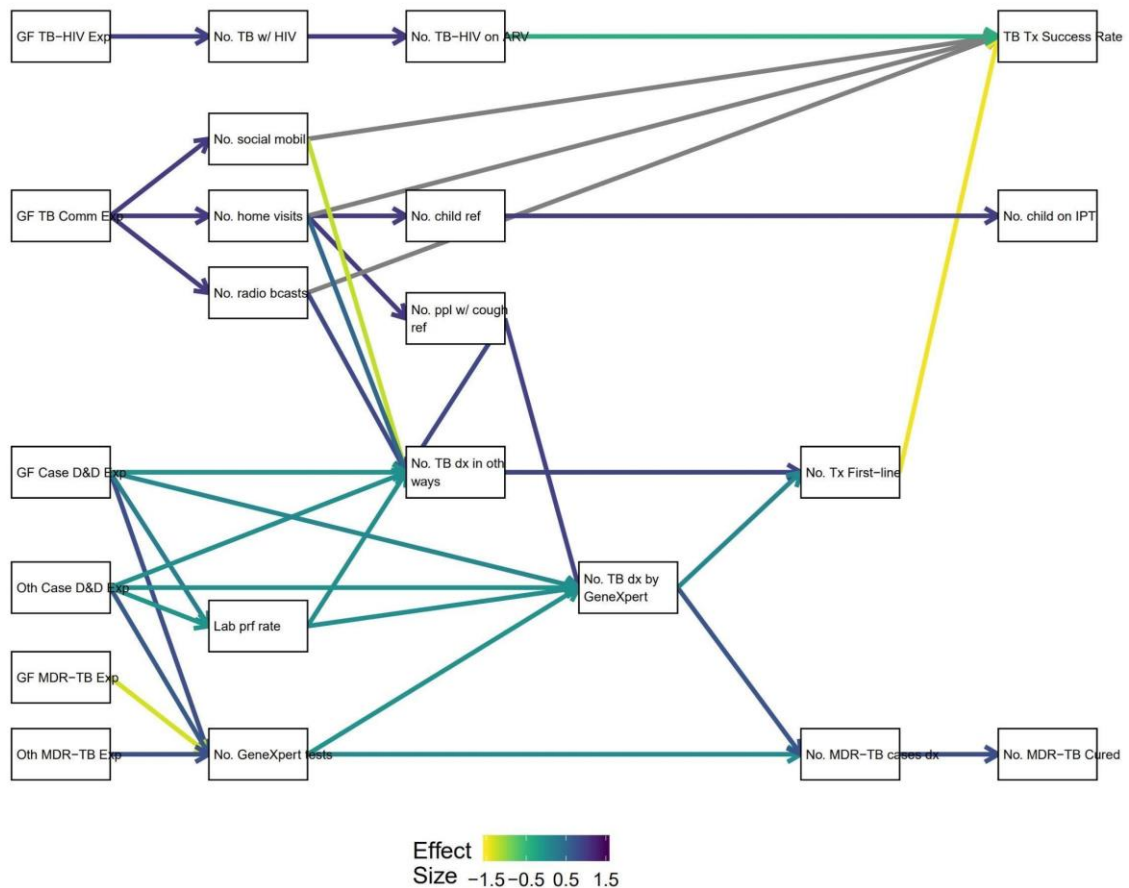 GF TB−HIV Exp
No. TB w/ HIV
No. TB−HIV on ARV
TB Tx Success Rate
No. social mobil
GF TB Comm Exp
No. home visits
No. child ref
No. child on IPT
No. radio bcasts
No. ppl w/ cough
ref
GF Case D&D Exp
No. TB dx in oth
ways
No. Tx First−line
Oth Case D&D Exp
No. TB dx by
GeneXpert
Lab prf rate
GF MDR−TB Exp
Oth MDR−TB Exp
No. GeneXpert tests
No. MDR−TB cases dx
No. MDR−TB Cured
Effect
Size −1.5 −0.5 0.5 1.5